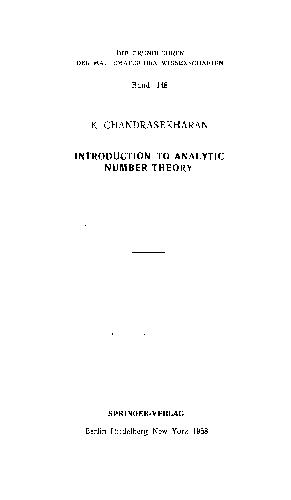 DIE GRUNDLEHREN
DER MATHEMATISCHEN WISSENSCHAFTEN
Band 148
K. CHANDRASEKHARAN
INTRODUCTION TO ANALYTIC
NUMBER THEORY
SPRINGER-VERLAG
Berlin Heidelberg New York 1968